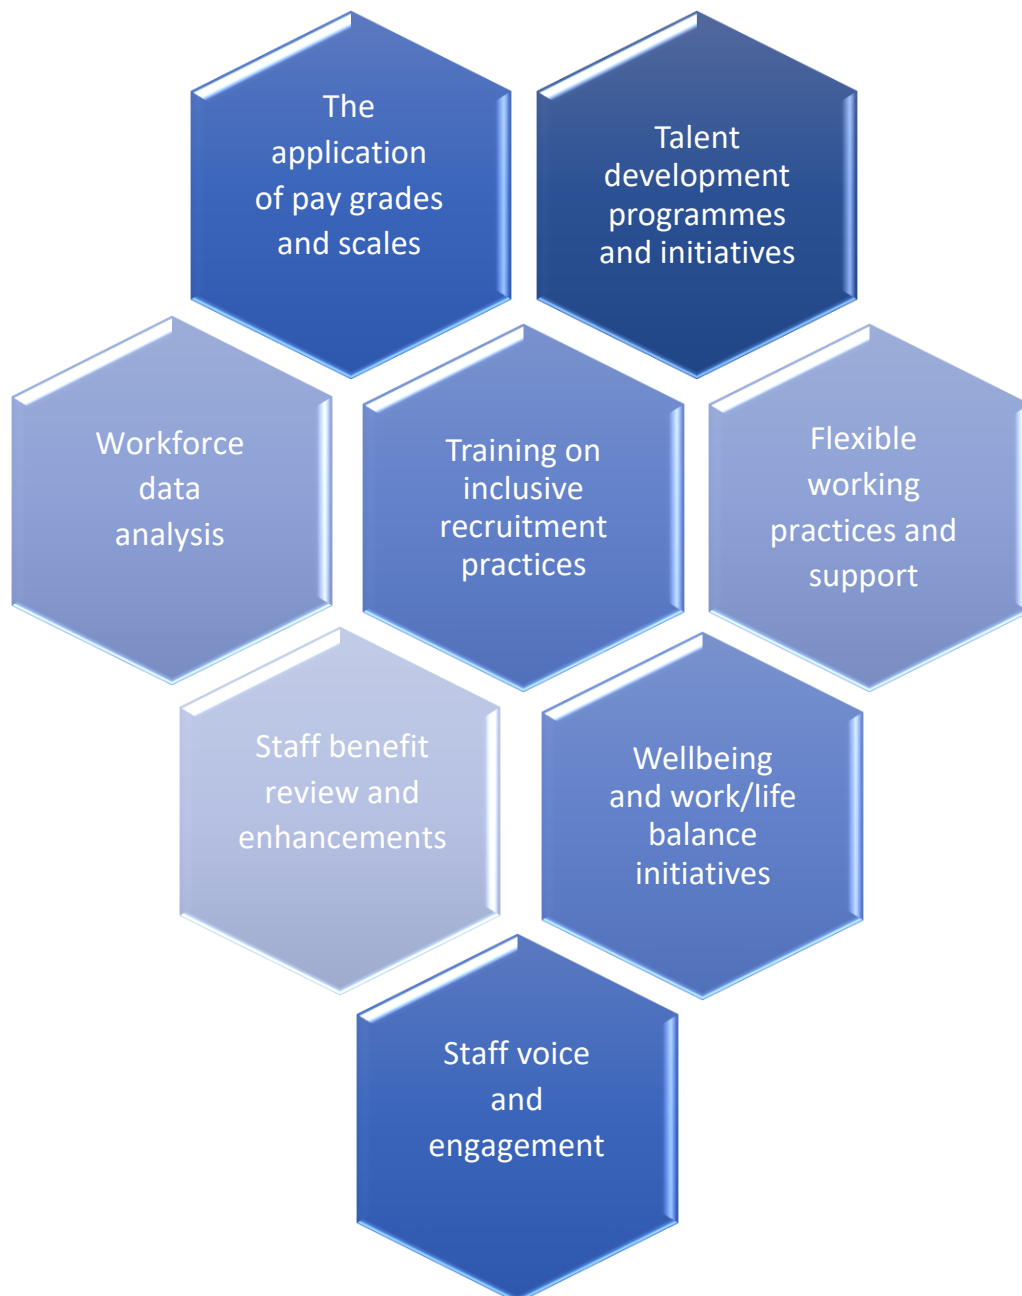 The
application
of pay grades
and scales
Talent
development
programmes
and initiatives
Workforce
data
analysis
Training on
inclusive
recruitment
practices
Flexible
working
practices and
support
Staff benefit
review and
enhancements
Wellbeing
and work/life
balance
initiatives
Staff voice
and
engagement